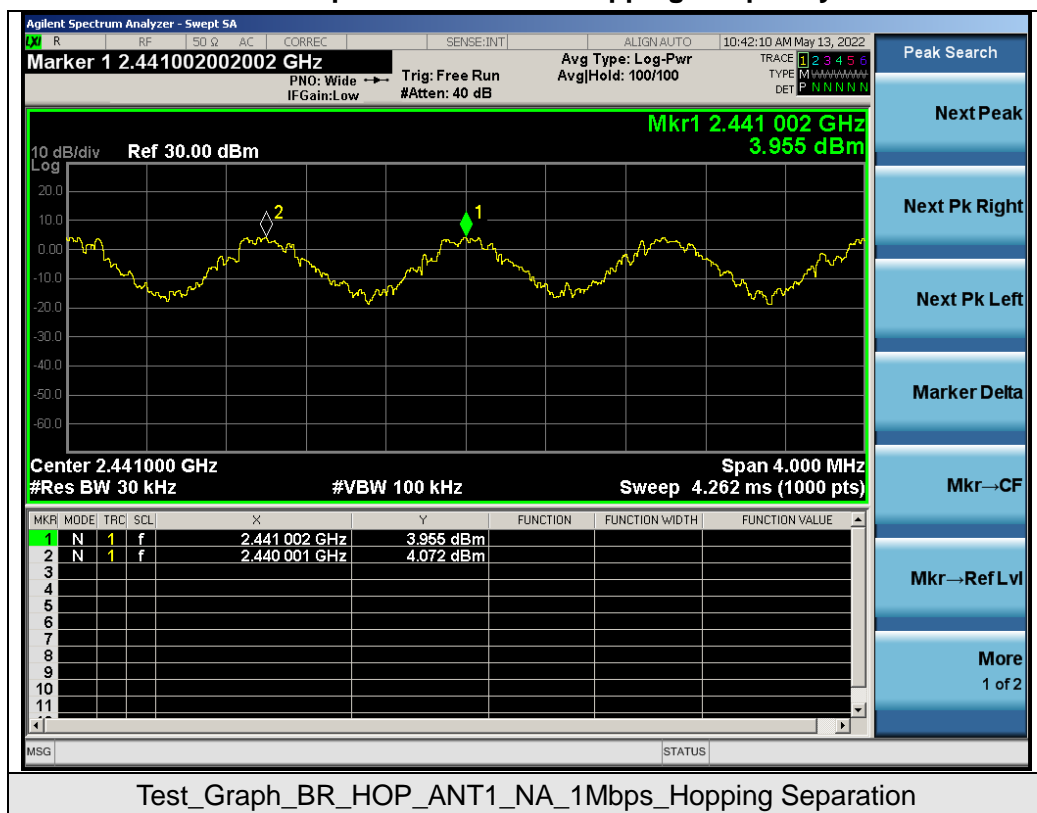 Agilent Spectrum Analyzer - Swept SA
LXI R RF 50 Ω AC CORREC SENSE:INT ALIGN AUTO 10:42:10 AM May 13, 2022
Marker 1 2.441002002002 GHz
PNO: Wide
IFGain:Low
Trig: Free Run
#Atten: 40 dB
Avg Type: Log-Pwr
Avg|Hold: 100/100
TRACE 1 2 3 4 5 6
TYPE M
DET P N N N N N
Peak Search
Mkr1 2.441 002 GHz
3.955 dBm
10 dB/div Ref 30.00 dBm
Log
20.0
10.0
0.00
-10.0
-20.0
-30.0
-40.0
-50.0
-60.0
2
1
Center 2.441000 GHz Span 4.000 MHz
#Res BW 30 kHz #VBW 100 kHz Sweep 4.262 ms (1000 pts)
MKR MODE TRC SCL X Y FUNCTION FUNCTION WIDTH FUNCTION VALUE
1 N 1 f 2.441 002 GHz 3.955 dBm
2 N 1 f 2.440 001 GHz 4.072 dBm
3
4
5
6
7
8
9
10
11
MSG STATUS
Next Peak
Next Pk Right
Next Pk Left
Marker Delta
Mkr→CF
Mkr→Ref Lvl
More
1 of 2
Test_Graph_BR_HOP_ANT1_NA_1Mbps_Hopping Separation